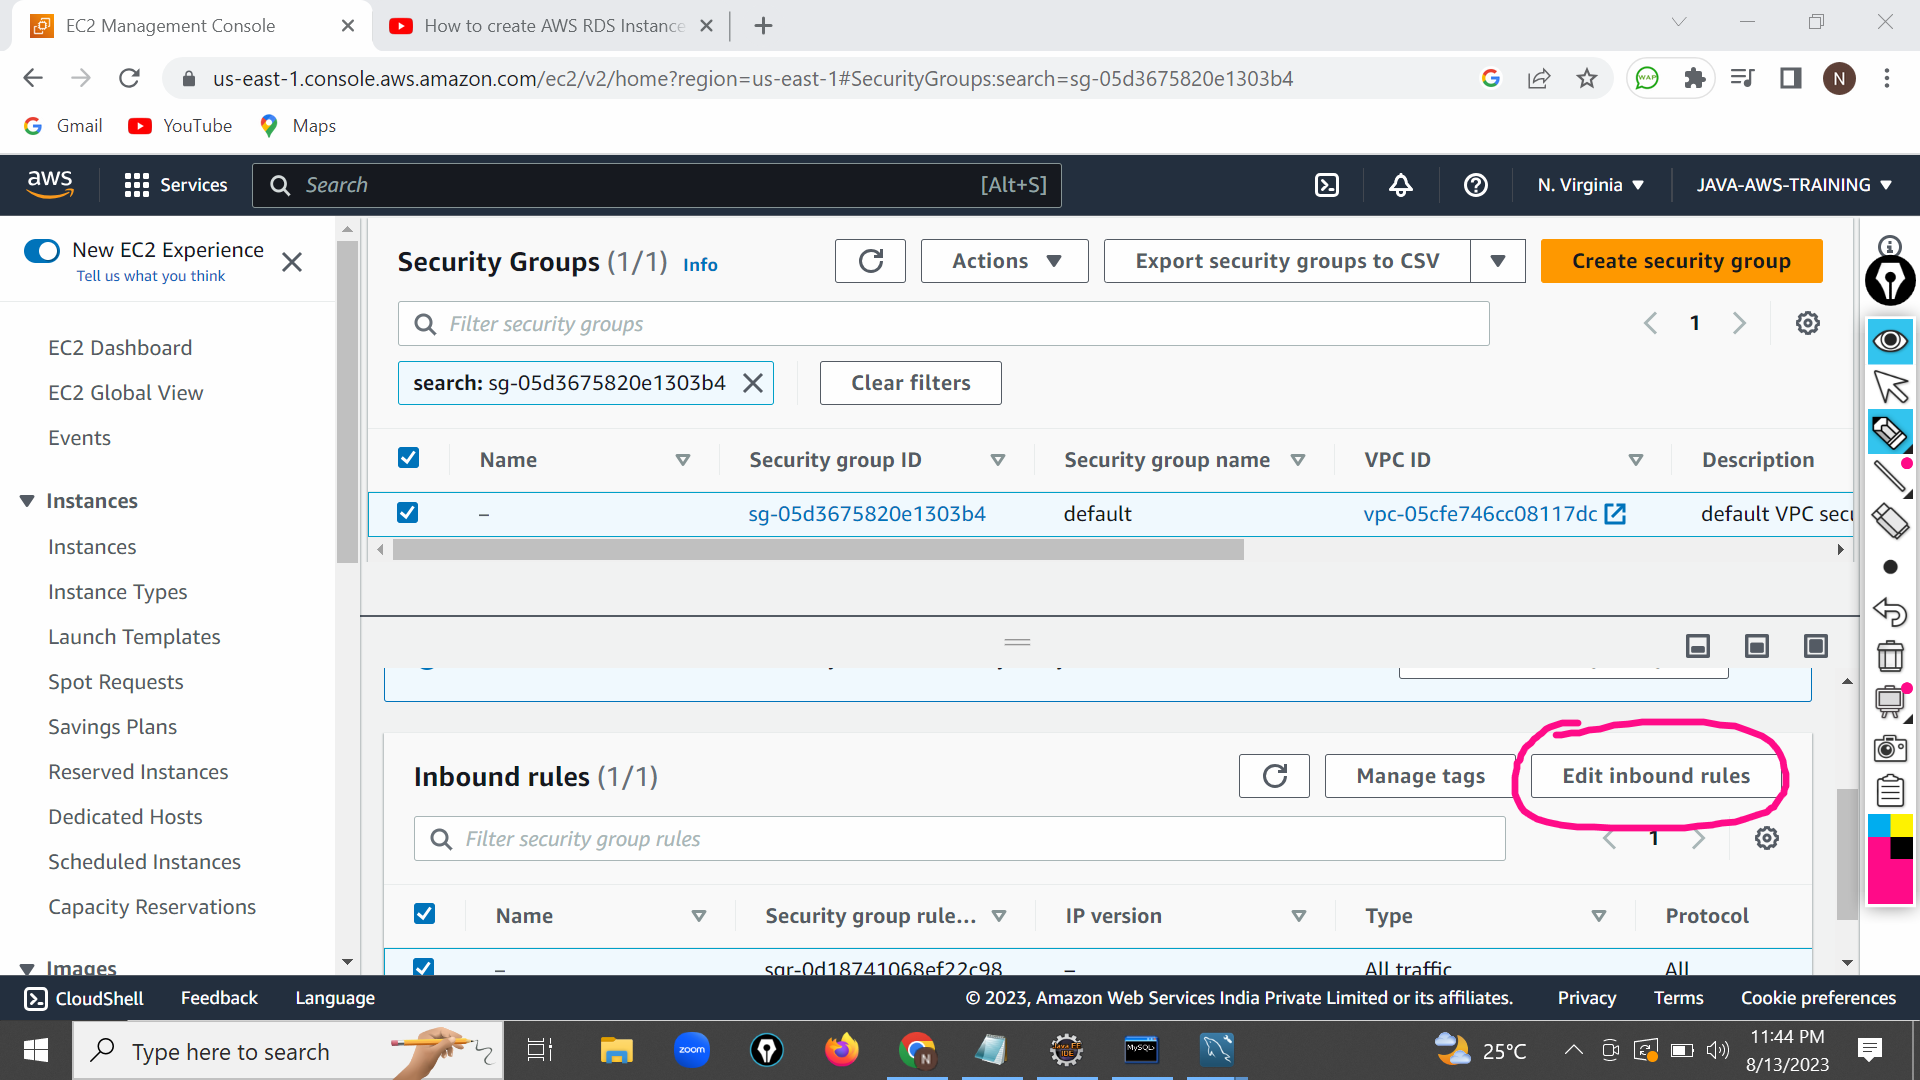 EC2 Management Console
How to create AWS RDS Instance
us-east-1.console.aws.amazon.com/ec2/v2/home?region=us-east-1#SecurityGroups:search=sg-05d3675820e1303b4
WAP
N
Gmail
YouTube
Maps
aws
Services
Search
[Alt+S]
N. Virginia
JAVA-AWS-TRAINING
New EC2 Experience
Tell us what you think
EC2 Dashboard
EC2 Global View
Events
Instances
Instances
Instance Types
Launch Templates
Spot Requests
Savings Plans
Reserved Instances
Dedicated Hosts
Scheduled Instances
Capacity Reservations
Images
Security Groups (1/1) Info
Actions
Export security groups to CSV
Create security group
Filter security groups
1
search: sg-05d3675820e1303b4
Clear filters
Name Security group ID Security group name VPC ID Description
– sg-05d3675820e1303b4 default vpc-05cfe746cc08117dc default VPC secu
Inbound rules (1/1)
Manage tags
Edit inbound rules
Filter security group rules
1
Name Security group rule... IP version Type Protocol
– sgr-0d18741068ef22c98 – All traffic All
CloudShell
Feedback
Language
© 2023, Amazon Web Services India Private Limited or its affiliates.
Privacy
Terms
Cookie preferences
Type here to search
zoom
N
Java EE
IDE
MySQL
25°C
11:44 PM
8/13/2023